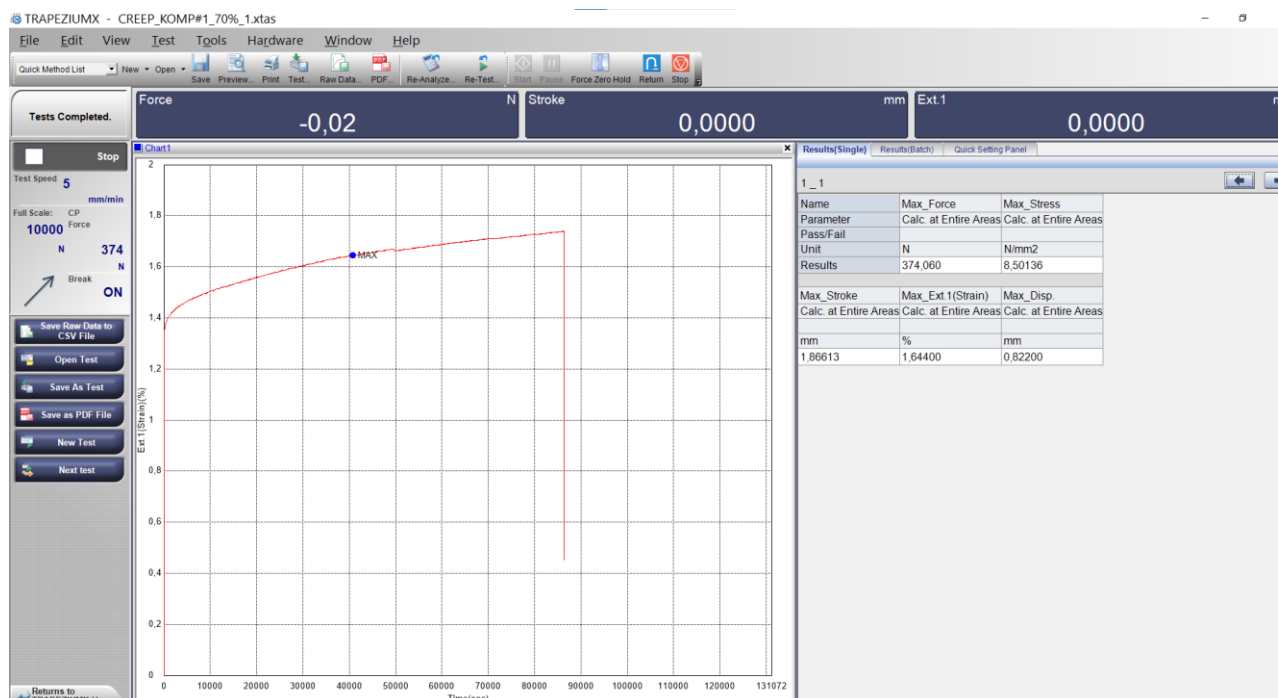 TRAPEZIUMX - CREEP_KOMP#1_70%_1.xtas
File Edit View Test Tools Hardware Window Help
Quick Method List New Open Save Preview... Print Test... Raw Data... PDF... Re-Analyze... Re-Test... Start Pause Force Zero Hold Return Stop
Tests Completed.
Force N
-0,02
Stroke mm
0,0000
Ext.1
0,0000
Stop
Test Speed 5
mm/min
Full Scale: CP
10000 Force
N 374
N
Break
ON
Save Raw Data to
CSV File
Open Test
Save As Test
Save as PDF File
New Test
Next test
Returns to
Chart1
2
1,8
1,6
1,4
1,2
1
0,8
0,6
0,4
0,2
0
Ext.1(Strain)(%)
MAX
0 10000 20000 30000 40000 50000 60000 70000 80000 90000 100000 110000 120000 131072
Time(sec)
Results(Single) Results(Batch) Quick Setting Panel
1 _ 1
Name Max_Force Max_Stress
Parameter Calc. at Entire Areas Calc. at Entire Areas
Pass/Fail
Unit N N/mm2
Results 374,060 8,50136
Max_Stroke Max_Ext.1(Strain) Max_Disp.
Calc. at Entire Areas Calc. at Entire Areas Calc. at Entire Areas
mm % mm
1,86613 1,64400 0,82200